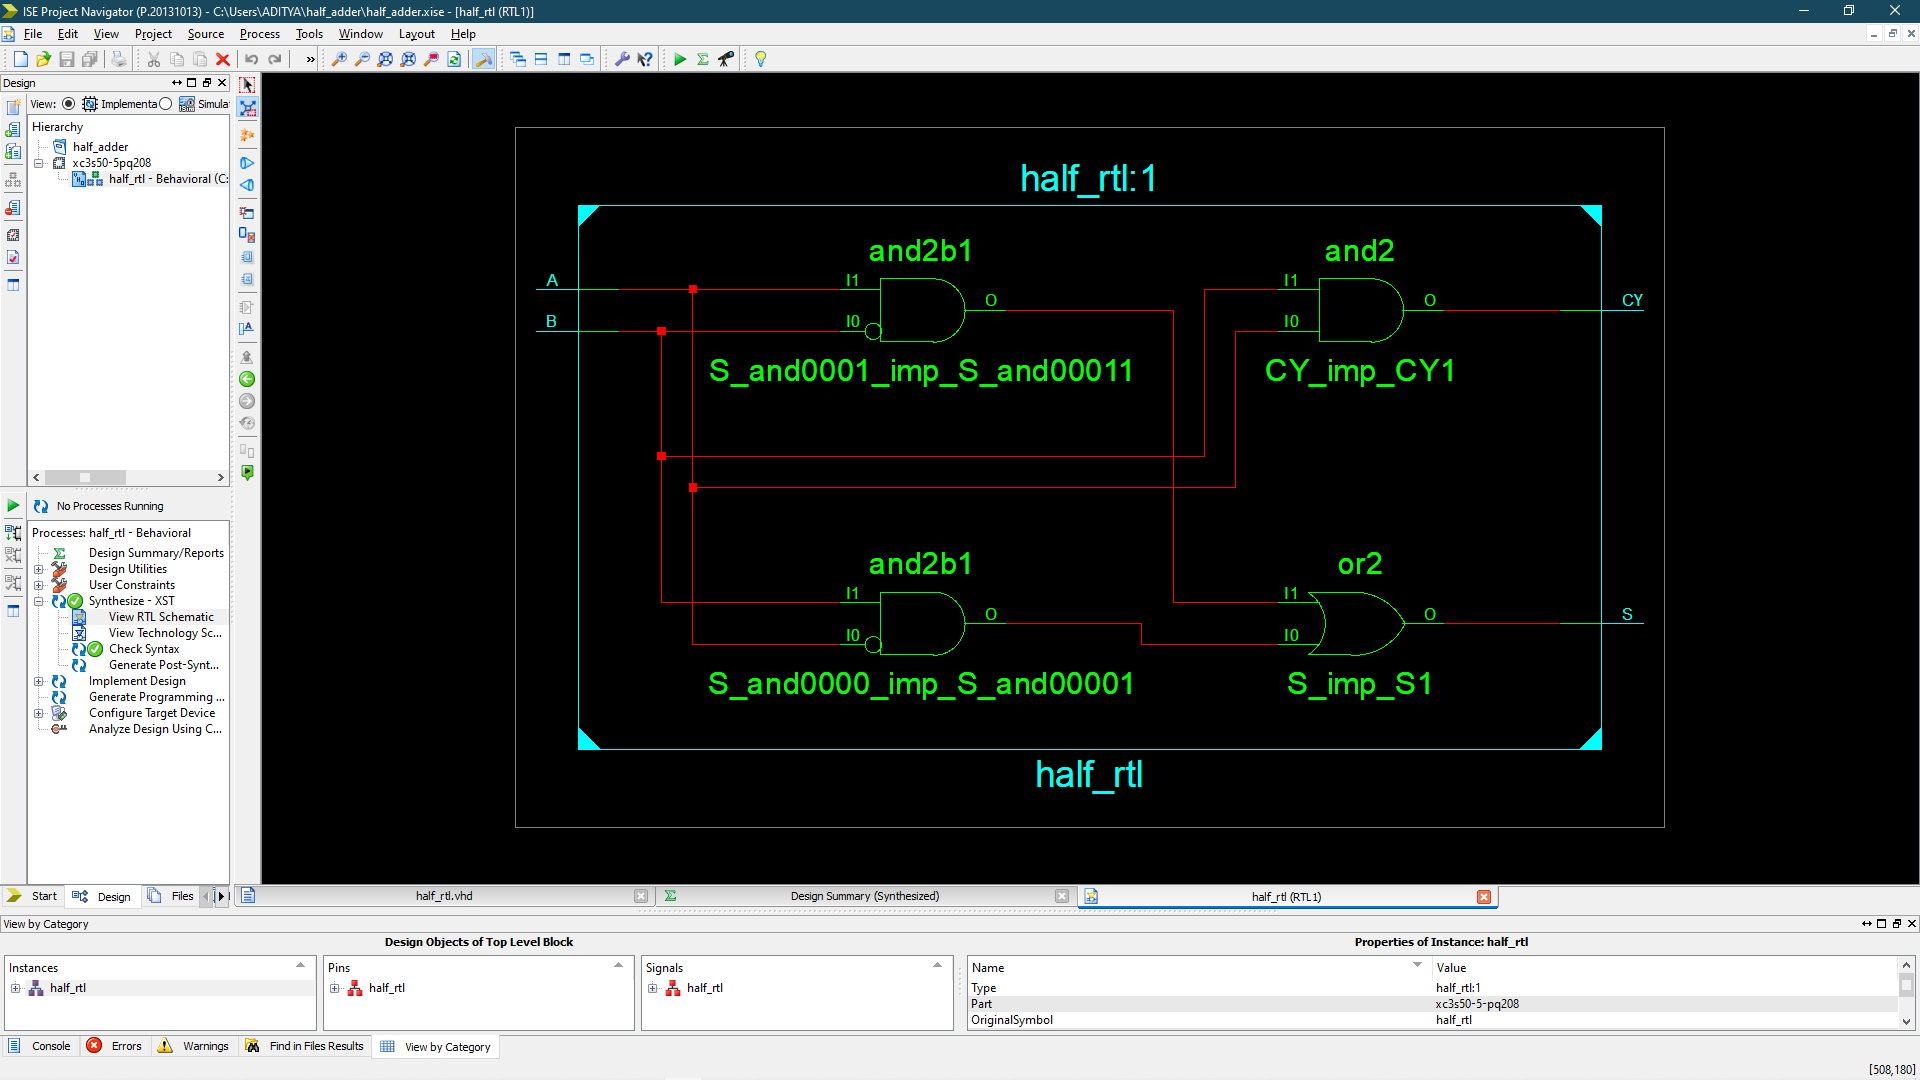 ISE Project Navigator (P.20131013) - C:\Users\ADITYA\half_adder\half_adder.xise - [half_rtl (RTL1)]
File Edit View Project Source Process Tools Window Layout Help
»
Design
View: Implementa Simula
Hierarchy
half_adder
xc3s50-5pq208
half_rtl - Behavioral (C:
No Processes Running
Processes: half_rtl - Behavioral
Design Summary/Reports
Design Utilities
User Constraints
Synthesize - XST
View RTL Schematic
View Technology Sc...
Check Syntax
Generate Post-Synt...
Implement Design
Generate Programming ...
Configure Target Device
Analyze Design Using C...
Start Design Files
half_rtl:1
and2b1 and2
A I1 O I1 O CY
B I0 I0
S_and0001_imp_S_and00011 CY_imp_CY1
and2b1 or2
I1 O I1 O S
I0 I0
S_and0000_imp_S_and00001 S_imp_S1
half_rtl
half_rtl.vhd Design Summary (Synthesized) half_rtl (RTL1)
View by Category
Design Objects of Top Level Block Properties of Instance: half_rtl
Instances Pins Signals Name Value
half_rtl half_rtl half_rtl Type half_rtl:1
Part xc3s50-5-pq208
OriginalSymbol half_rtl
Console Errors Warnings Find in Files Results View by Category
[508,180]